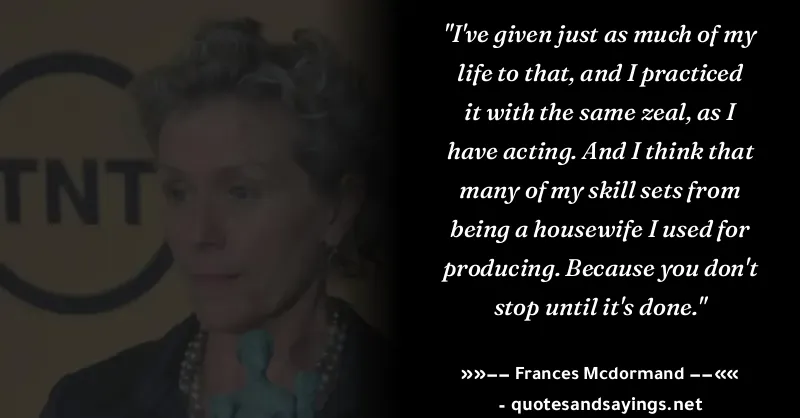 TNT
"I've given just as much of my
life to that, and I practiced
it with the same zeal, as I
have acting. And I think that
many of my skill sets from
being a housewife I used for
producing. Because you don't
stop until it's done."
»»–– Frances Mcdormand ––««
- quotesandsayings.net